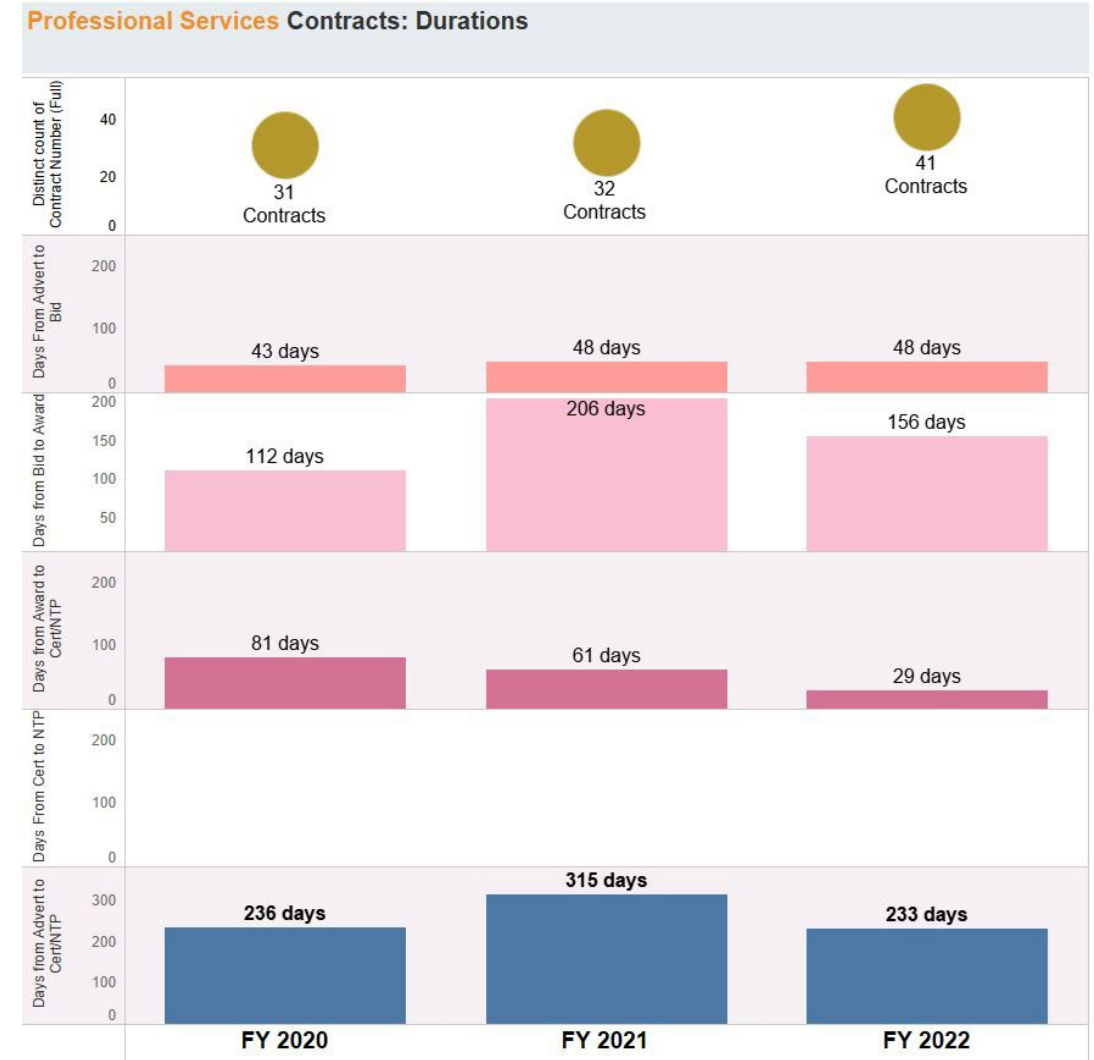 Professional Services Contracts: Durations
Distinct count of
Contract Number (Full)
40
20
0
31
Contracts
32
Contracts
41
Contracts
Days From Advert to
Bid
200
100
0
43 days
48 days
48 days
Days from Bid to Award
200
150
100
50
112 days
206 days
156 days
Days from Award to
Cert/NTP
200
100
0
81 days
61 days
29 days
Days From Cert to NTP
200
100
0
Days from Advert to
Cert/NTP
300
200
100
0
236 days
315 days
233 days
FY 2020
FY 2021
FY 2022